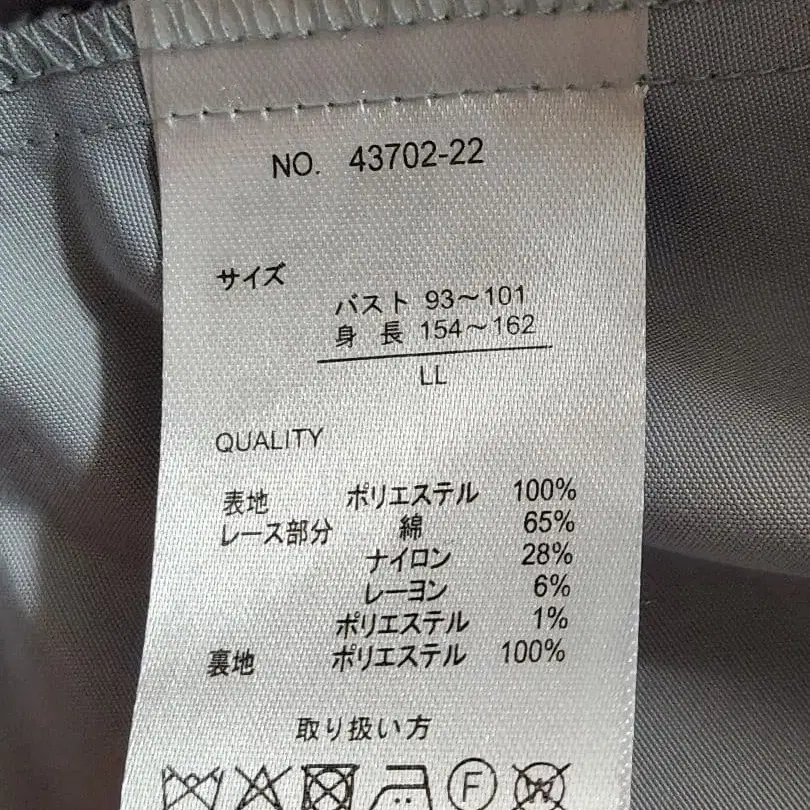 NO. 43702-22
サイズ
バスト 93～101
身 長 154～162
LL
QUALITY
表地 ポリエステル 100%
レース部分 綿 65%
ナイロン 28%
レーヨン 6%
ポリエステル 1%
裏地 ポリエステル 100%
取り扱い方
F W